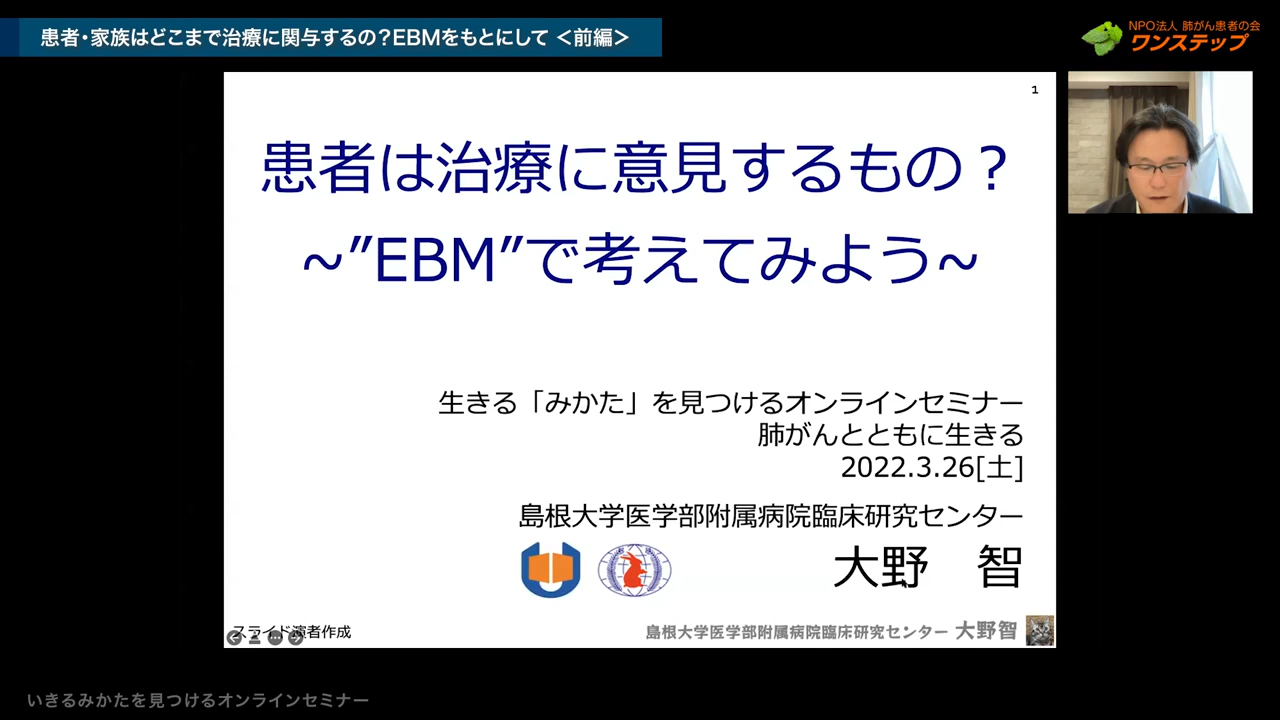 患者・家族はどこまで治療に関与するの？EBMをもとにして ＜前編＞
NPO法人 肺がん患者の会
ワンステップ
1
患者は治療に意見するもの？
~”EBM”で考えてみよう~
生きる「みかた」を見つけるオンラインセミナー
肺がんとともに生きる
2022.3.26[土]
島根大学医学部附属病院臨床研究センター
大野　智
スライド演者作成
島根大学医学部附属病院臨床研究センター 大野智
いきるみかたを見つけるオンラインセミナー